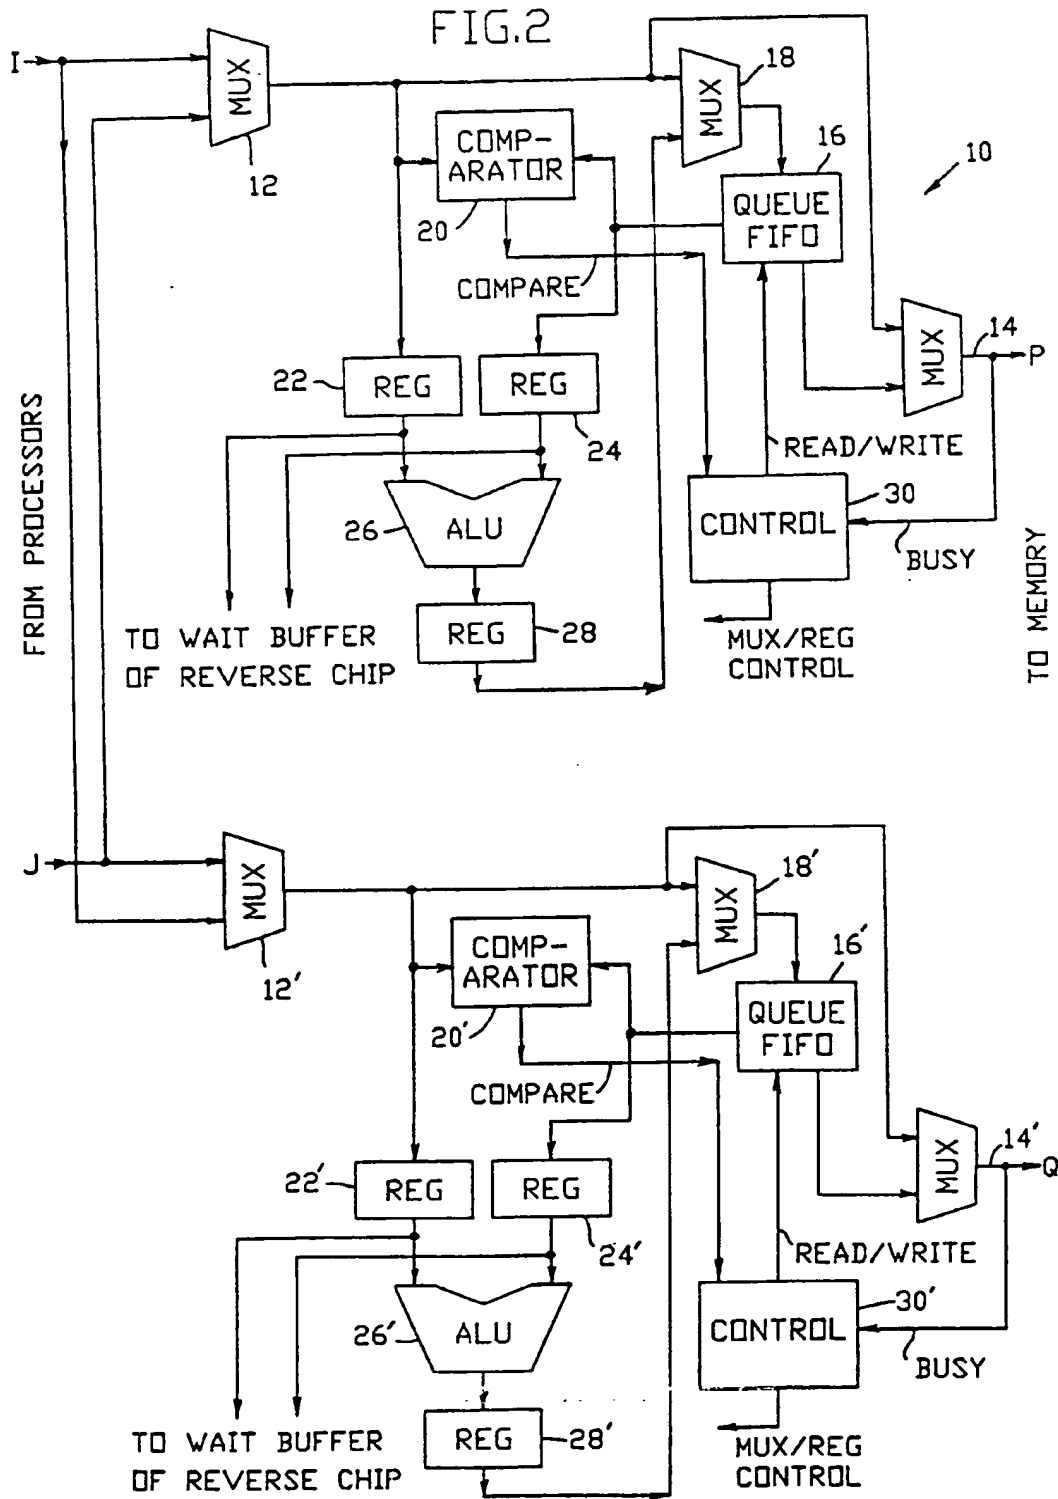 FIG.2
I
MUX
12
MUX
18
COMP-
ARATOR
20
16
QUEUE
FIFO
10
COMPARE
MUX
14
P
22
REG
REG
24
READ/WRITE
26
ALU
CONTROL
30
BUSY
FROM PROCESSORS
TO MEMORY
TO WAIT BUFFER
OF REVERSE CHIP
REG
28
MUX/REG
CONTROL
J
MUX
12'
MUX
18'
COMP-
ARATOR
20'
16'
QUEUE
FIFO
COMPARE
MUX
14'
Q
22'
REG
REG
24'
READ/WRITE
26'
ALU
CONTROL
30'
BUSY
TO WAIT BUFFER
OF REVERSE CHIP
REG
28'
MUX/REG
CONTROL